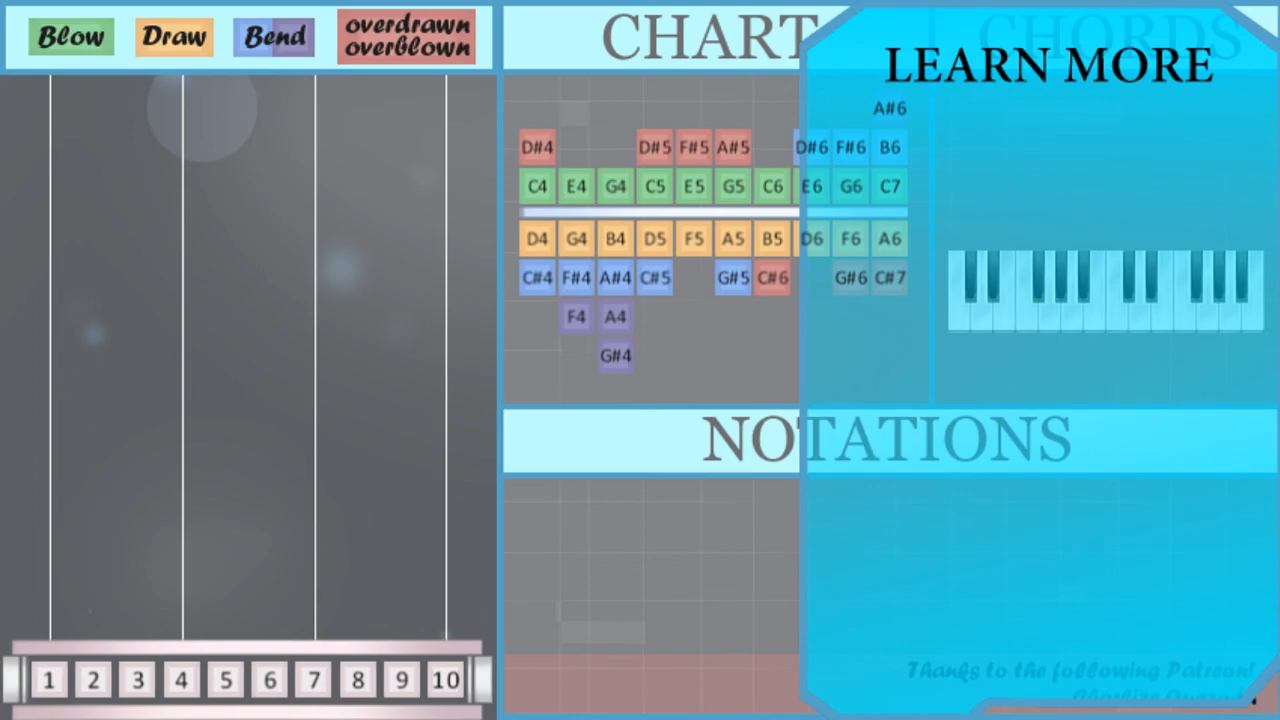 Blow Draw Bend overdrawn
overblown
CHART CHORDS
LEARN MORE
A#6
D#4 D#5 F#5 A#5 D#6 F#6 B6
C4 E4 G4 C5 E5 G5 C6 E6 G6 C7
D4 G4 B4 D5 F5 A5 B5 D6 F6 A6
C#4 F#4 A#4 C#5 G#5 C#6 G#6 C#7
F4 A4
G#4
NOTATIONS
Thanks to the following Patreon!
1 2 3 4 5 6 7 8 9 10